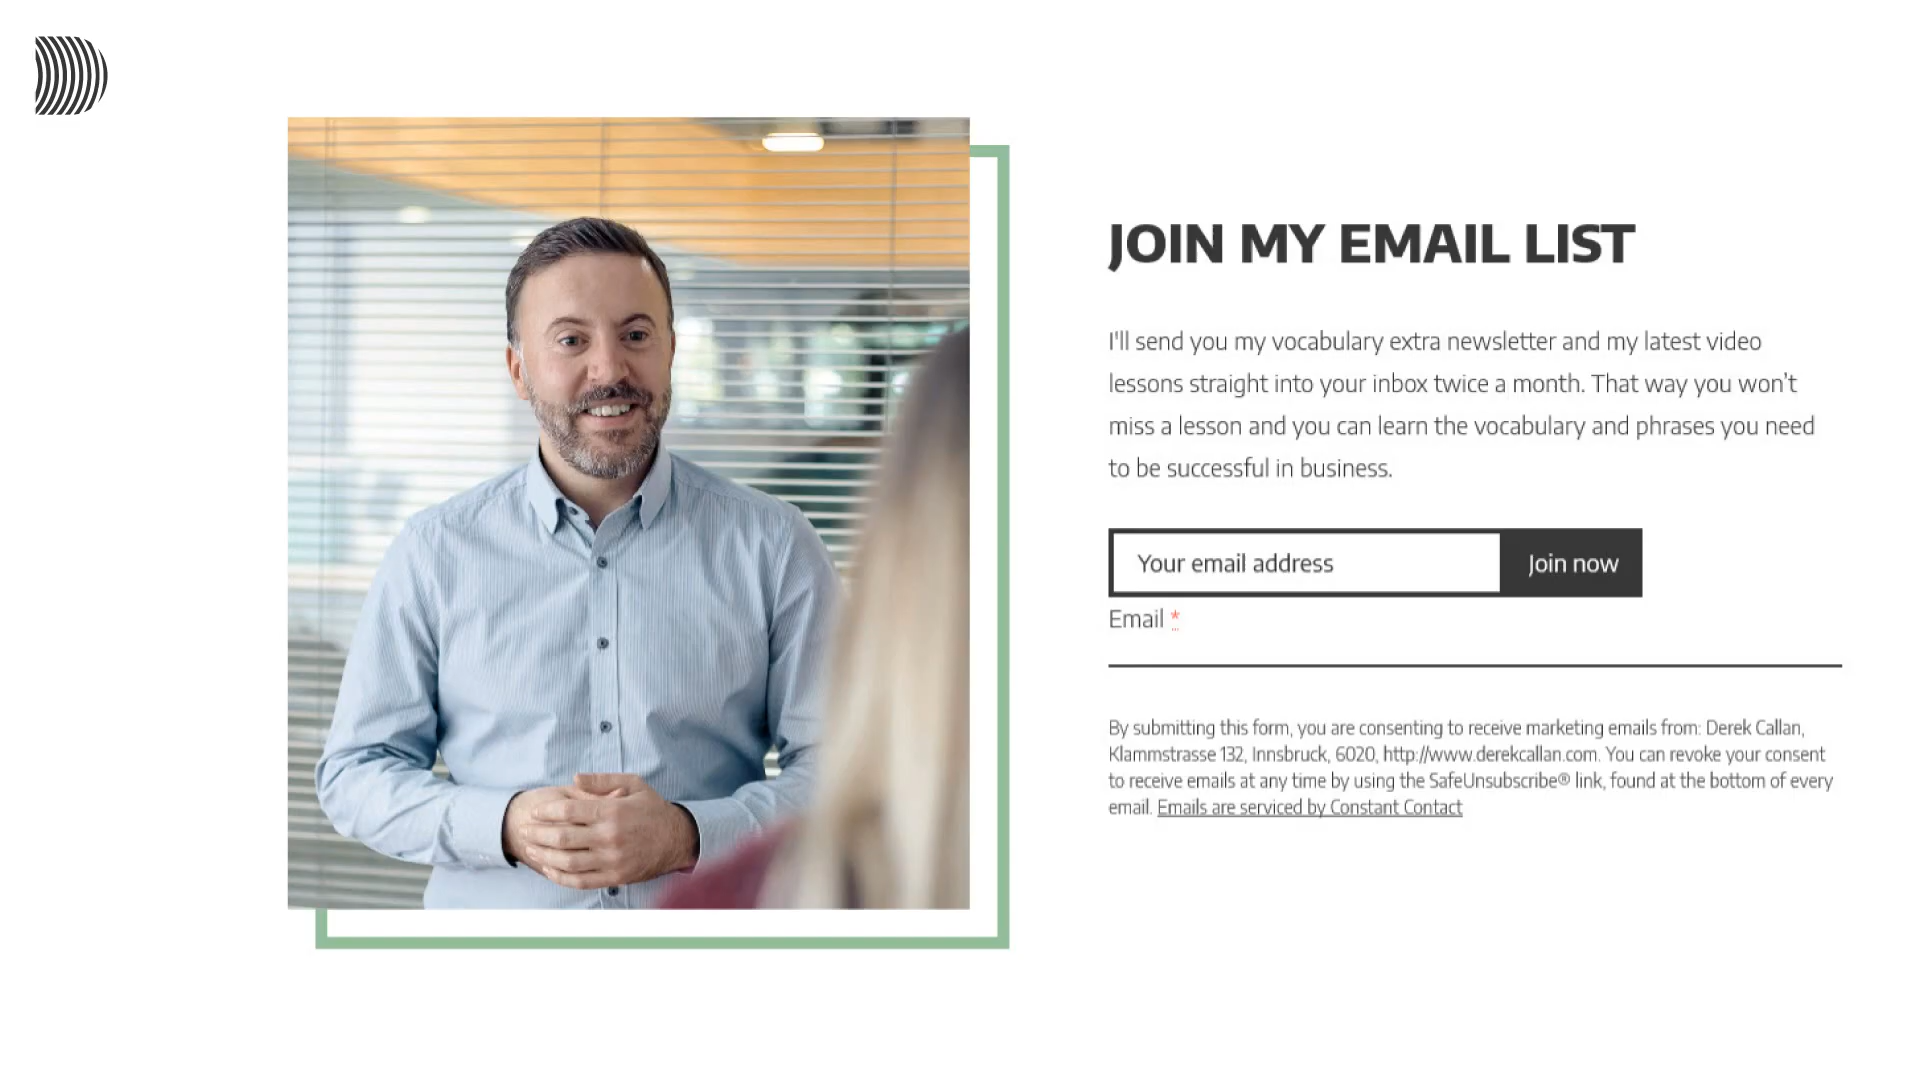 JOIN MY EMAIL LIST
I'll send you my vocabulary extra newsletter and my latest video
lessons straight into your inbox twice a month. That way you won’t
miss a lesson and you can learn the vocabulary and phrases you need
to be successful in business.
Your email address Join now
Email *
By submitting this form, you are consenting to receive marketing emails from: Derek Callan,
Klammstrasse 132, Innsbruck, 6020, http://www.derekcallan.com. You can revoke your consent
to receive emails at any time by using the SafeUnsubscribe® link, found at the bottom of every
email. Emails are serviced by Constant Contact